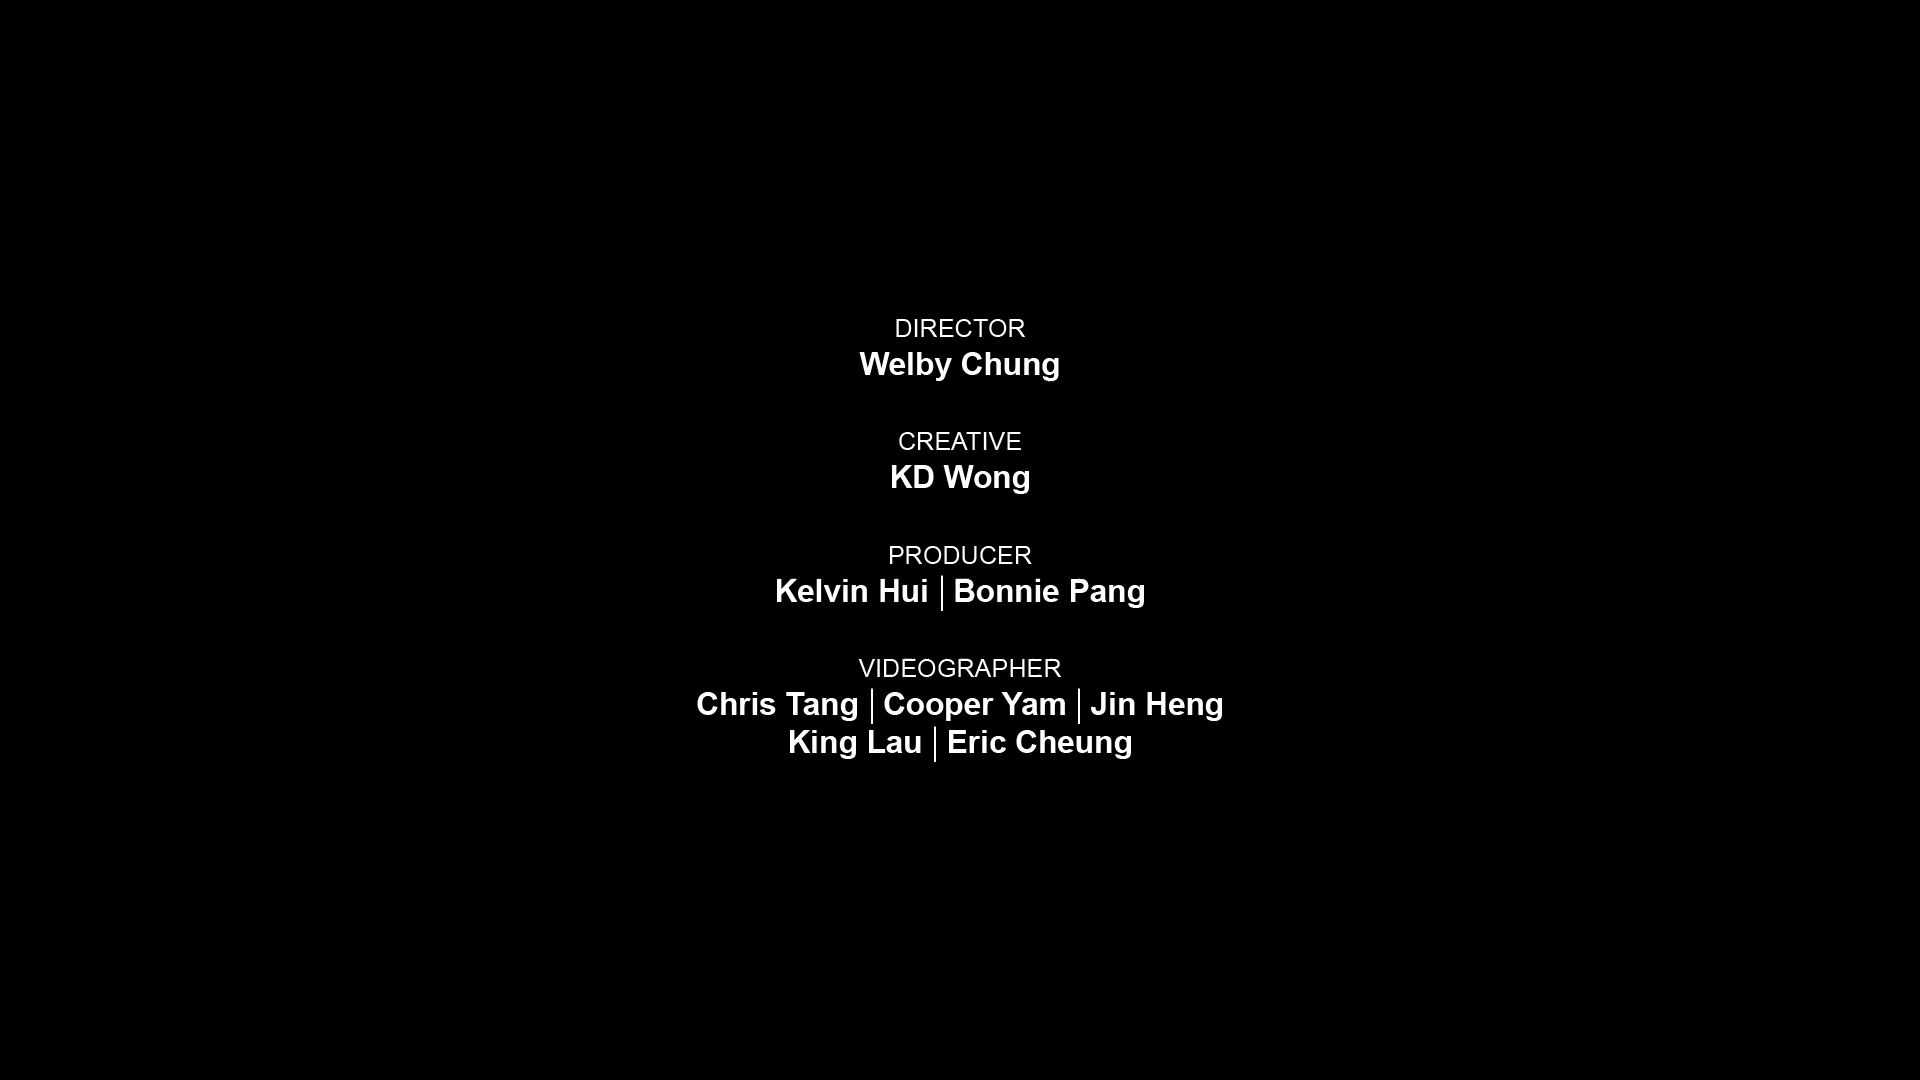 DIRECTOR
Welby Chung
CREATIVE
KD Wong
PRODUCER
Kelvin Hui | Bonnie Pang
VIDEOGRAPHER
Chris Tang | Cooper Yam | Jin Heng
King Lau | Eric Cheung